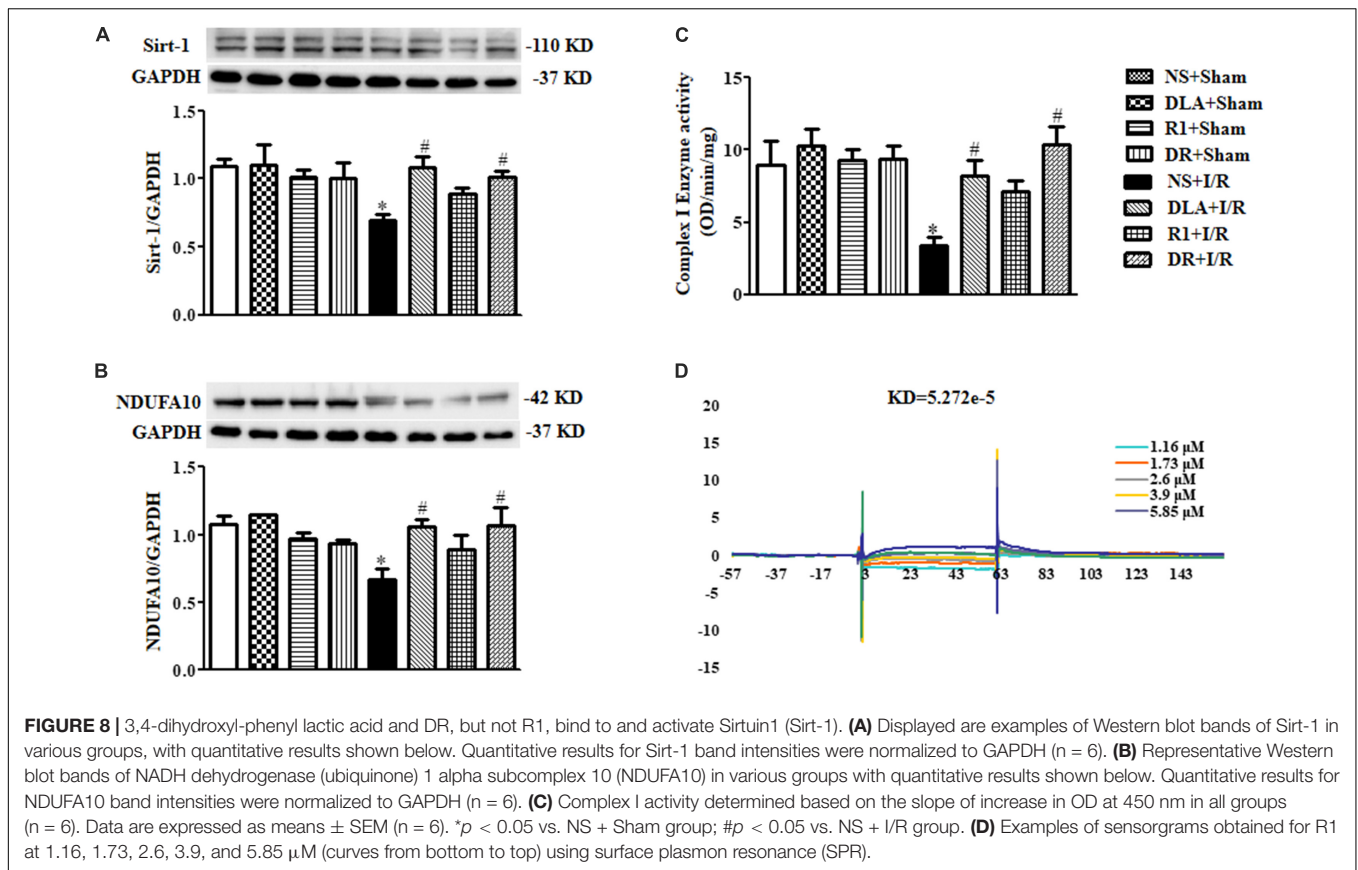 A
Sirt-1
-110 KD
GAPDH
-37 KD
Sirt-1/GAPDH
1.5
1.0
0.5
0.0
*
#
#
B
NDUFA10
-42 KD
GAPDH
-37 KD
NDUFA10/GAPDH
1.5
1.0
0.5
0.0
*
#
#
C
Complex I Enzyme activity
(OD/min/mg)
15
10
5
0
*
#
#
NS+Sham
DLA+Sham
R1+Sham
DR+Sham
NS+I/R
DLA+I/R
R1+I/R
DR+I/R
D
KD=5.272e-5
20
15
10
5
0
-5
-10
-15
-57 -37 -17 3 23 43 63 83 103 123 143
1.16 µM
1.73 µM
2.6 µM
3.9 µM
5.85 µM
FIGURE 8 | 3,4-dihydroxyl-phenyl lactic acid and DR, but not R1, bind to and activate Sirtuin1 (Sirt-1). (A) Displayed are examples of Western blot bands of Sirt-1 in
various groups, with quantitative results shown below. Quantitative results for Sirt-1 band intensities were normalized to GAPDH (n = 6). (B) Representative Western
blot bands of NADH dehydrogenase (ubiquinone) 1 alpha subcomplex 10 (NDUFA10) in various groups with quantitative results shown below. Quantitative results for
NDUFA10 band intensities were normalized to GAPDH (n = 6). (C) Complex I activity determined based on the slope of increase in OD at 450 nm in all groups
(n = 6). Data are expressed as means ± SEM (n = 6). *p < 0.05 vs. NS + Sham group; #p < 0.05 vs. NS + I/R group. (D) Examples of sensorgrams obtained for R1
at 1.16, 1.73, 2.6, 3.9, and 5.85 µM (curves from bottom to top) using surface plasmon resonance (SPR).